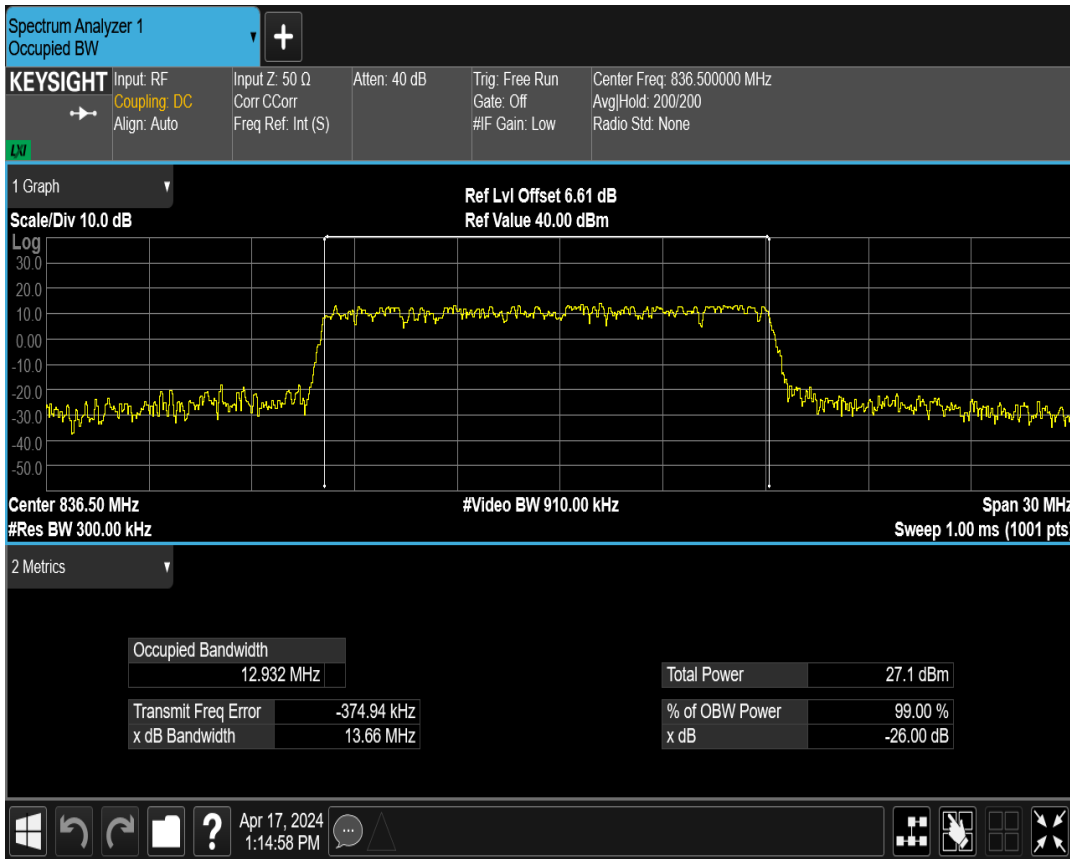 Spectrum Analyzer 1
Occupied BW
KEYSIGHT
LXI
Input: RF
Coupling: DC
Align: Auto
Input Z: 50 Ω
Corr CCorr
Freq Ref: Int (S)
Atten: 40 dB
Trig: Free Run
Gate: Off
#IF Gain: Low
Center Freq: 836.500000 MHz
Avg|Hold: 200/200
Radio Std: None
1 Graph
Scale/Div 10.0 dB
Ref Lvl Offset 6.61 dB
Ref Value 40.00 dBm
Log
30.0
20.0
10.0
0.00
-10.0
-20.0
-30.0
-40.0
-50.0
Center 836.50 MHz
#Video BW 910.00 kHz
Span 30 MHz
#Res BW 300.00 kHz
Sweep 1.00 ms (1001 pts)
2 Metrics
Occupied Bandwidth
12.932 MHz
Total Power 27.1 dBm
Transmit Freq Error -374.94 kHz
% of OBW Power 99.00 %
x dB Bandwidth 13.66 MHz
x dB -26.00 dB
Apr 17, 2024
1:14:58 PM